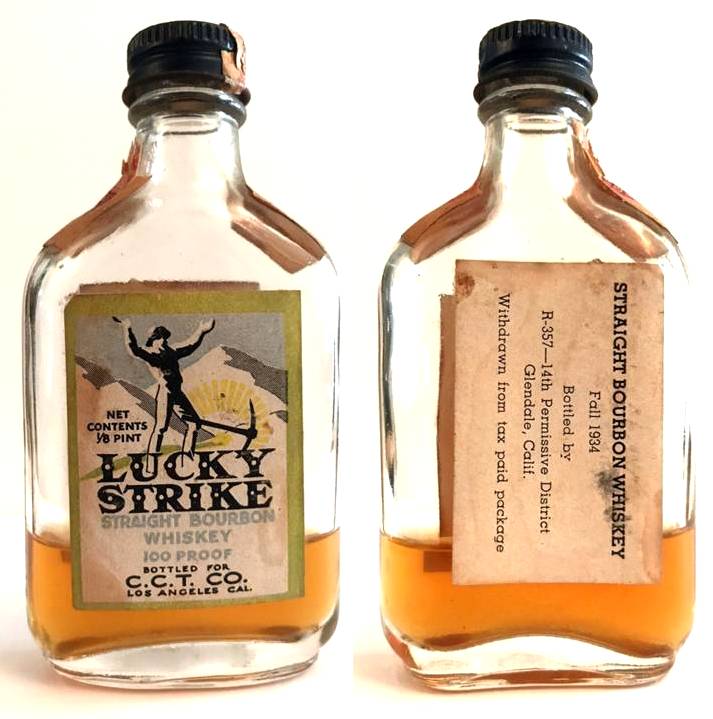 NET
CONTENTS
⅛ PINT
LUCKY
STRIKE
STRAIGHT BOURBON
WHISKEY
100 PROOF
BOTTLED FOR
C.C.T. CO.
LOS ANGELES CAL.
STRAIGHT BOURBON WHISKEY
Fall 1934
Bottled by
R-357—14th Permissive District
Glendale, Calif.
Withdrawn from tax paid package